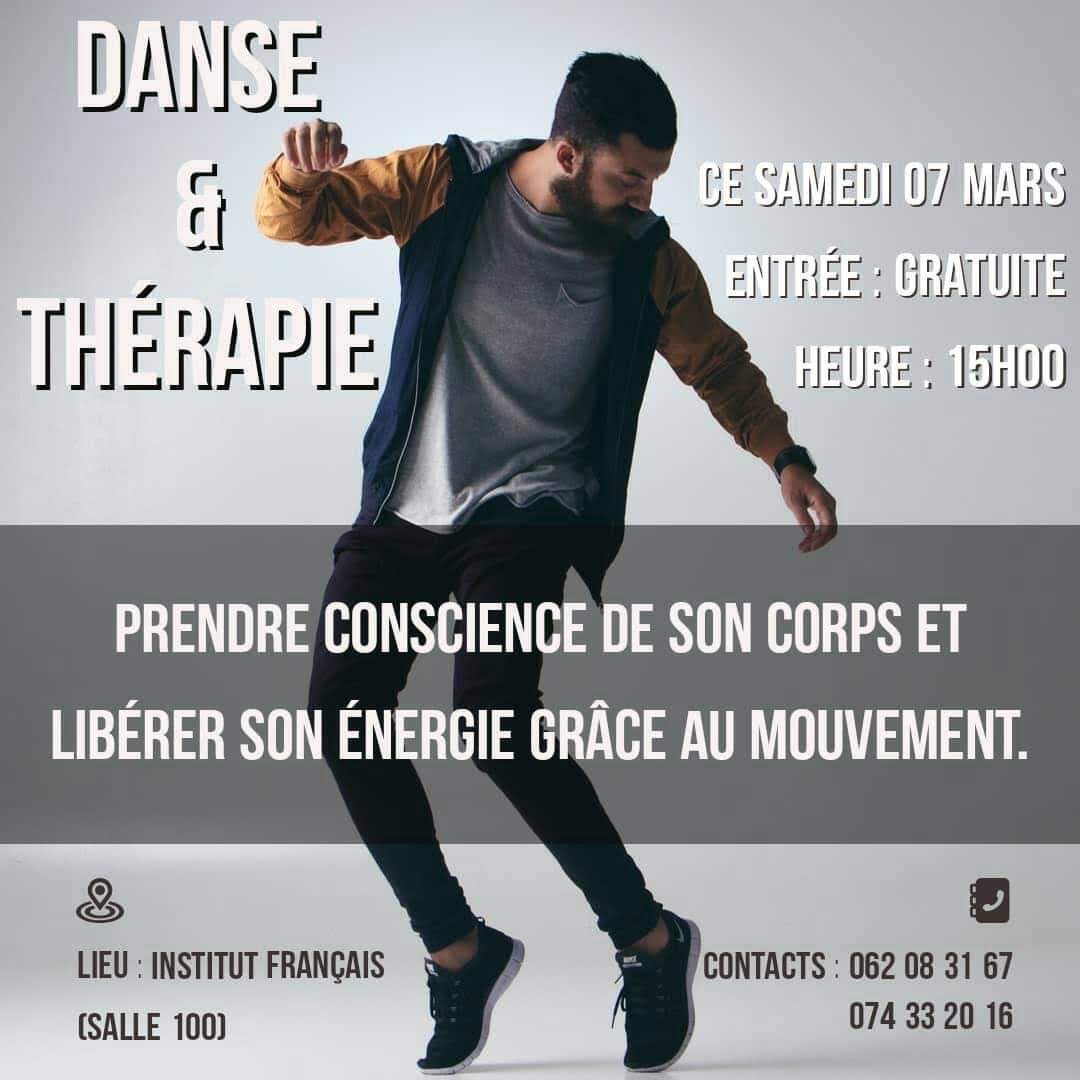 DANSE
&
THÉRAPIE
CE SAMEDI 07 MARS
ENTRÉE : GRATUITE
HEURE : 15H00
PRENDRE CONSCIENCE DE SON CORPS ET
LIBÉRER SON ÉNERGIE GRÂCE AU MOUVEMENT.
LIEU : INSTITUT FRANÇAIS
(SALLE 100)
CONTACTS : 062 08 31 67
074 33 20 16